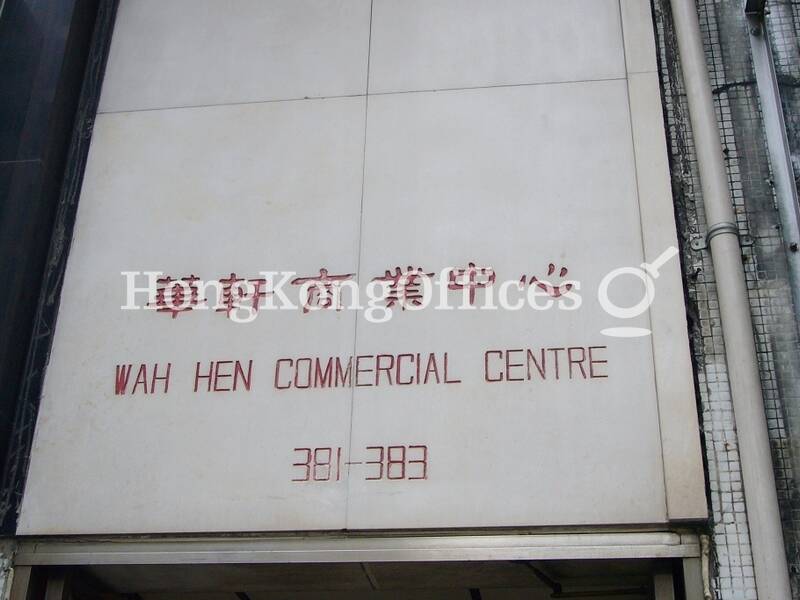 華軒商業中心
HongKongOffices
WAH HEN COMMERCIAL CENTRE
381-383